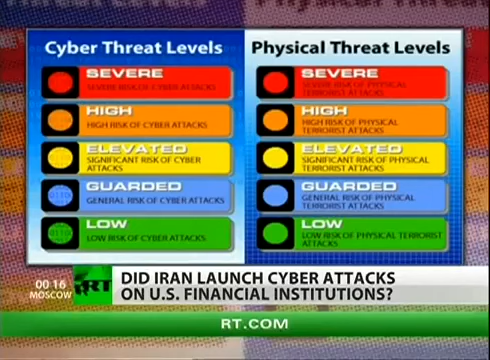 Cyber Threat Levels
SEVERE
SEVERE RISK OF CYBER ATTACKS
HIGH
HIGH RISK OF CYBER ATTACKS
ELEVATED
SIGNIFICANT RISK OF CYBER
ATTACKS
GUARDED
GENERAL RISK OF CYBER ATTACKS
LOW
LOW RISK OF CYBER ATTACKS
Physical Threat Levels
SEVERE
SEVERE RISK OF PHYSICAL
TERRORIST ATTACKS
HIGH
HIGH RISK OF PHYSICAL
TERRORIST ATTACKS
ELEVATED
SIGNIFICANT RISK OF PHYSICAL
TERRORIST ATTACKS
GUARDED
GENERAL RISK OF PHYSICAL
TERRORIST ATTACKS
LOW
LOW RISK OF PHYSICAL TERRORIST
ATTACKS
00:16
MOSCOW
RT
DID IRAN LAUNCH CYBER ATTACKS
ON U.S. FINANCIAL INSTITUTIONS?
RT.COM